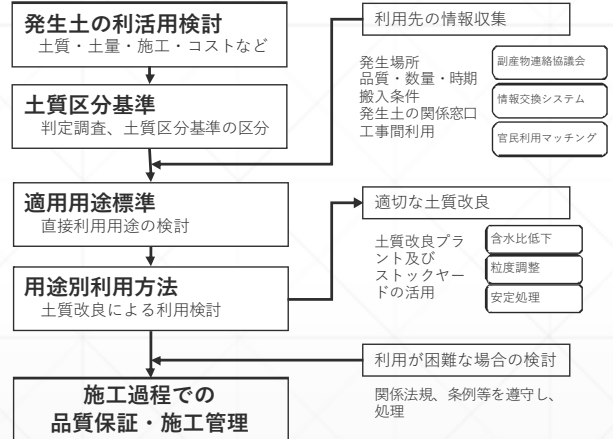 発生土の利活用検討
土質・土量・施工・コストなど
土質区分基準
判定調査、土質区分基準の区分
適用用途標準
直接利用用途の検討
用途別利用方法
土質改良による利用検討
施工過程での
品質保証・施工管理
利用先の情報収集
発生場所
品質・数量・時期
搬入条件
発生土の関係窓口
工事間利用
副産物連絡協議会
情報交換システム
官民利用マッチング
適切な土質改良
土質改良プラ
ント及び
ストックヤー
ドの活用
含水比低下
粒度調整
安定処理
利用が困難な場合の検討
関係法規、条例等を遵守し、
処理